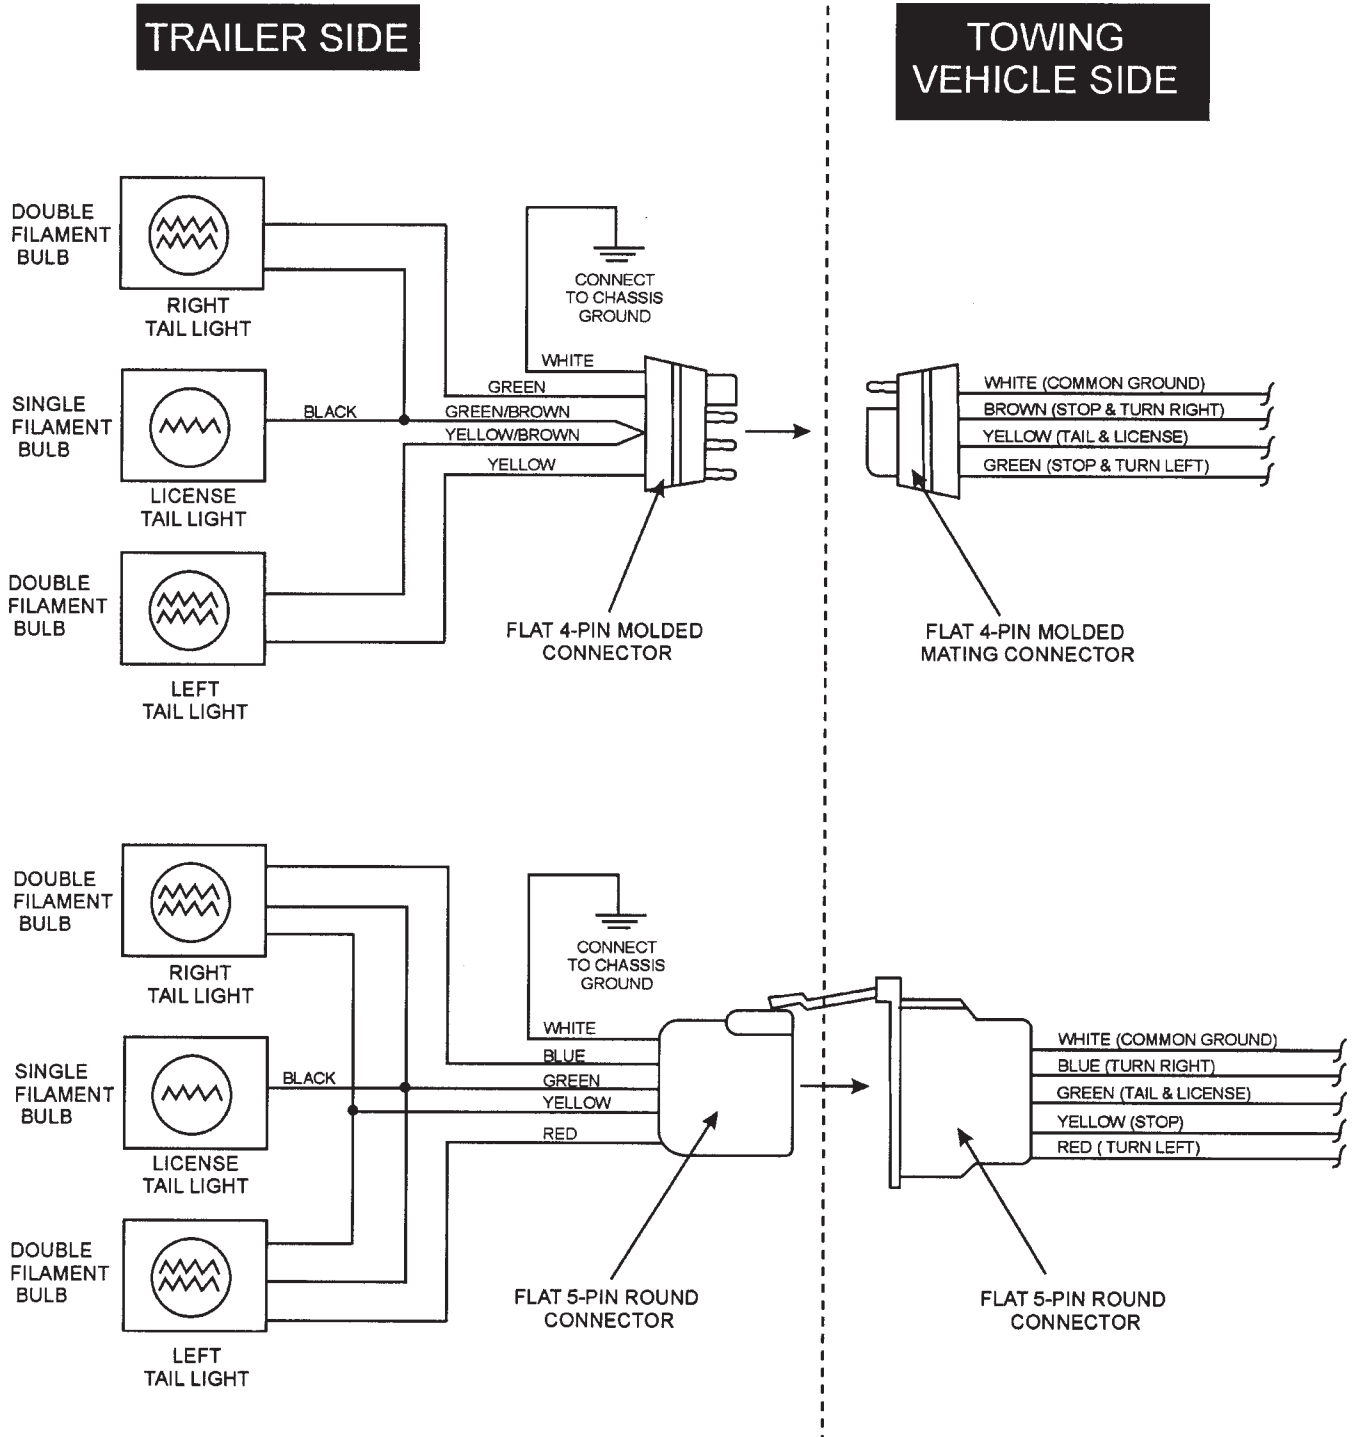 TRAILER SIDE
TOWING
VEHICLE SIDE
DOUBLE
FILAMENT
BULB
RIGHT
TAIL LIGHT
CONNECT
TO CHASSIS
GROUND
WHITE
GREEN
SINGLE
FILAMENT
BULB
BLACK
GREEN/BROWN
YELLOW/BROWN
YELLOW
LICENSE
TAIL LIGHT
WHITE (COMMON GROUND)
BROWN (STOP & TURN RIGHT)
YELLOW (TAIL & LICENSE)
GREEN (STOP & TURN LEFT)
DOUBLE
FILAMENT
BULB
LEFT
TAIL LIGHT
FLAT 4-PIN MOLDED
CONNECTOR
FLAT 4-PIN MOLDED
MATING CONNECTOR
DOUBLE
FILAMENT
BULB
RIGHT
TAIL LIGHT
CONNECT
TO CHASSIS
GROUND
WHITE
BLUE
SINGLE
FILAMENT
BULB
BLACK
GREEN
YELLOW
RED
LICENSE
TAIL LIGHT
WHITE (COMMON GROUND)
BLUE (TURN RIGHT)
GREEN (TAIL & LICENSE)
YELLOW (STOP)
RED ( TURN LEFT)
DOUBLE
FILAMENT
BULB
LEFT
TAIL LIGHT
FLAT 5-PIN ROUND
CONNECTOR
FLAT 5-PIN ROUND
CONNECTOR